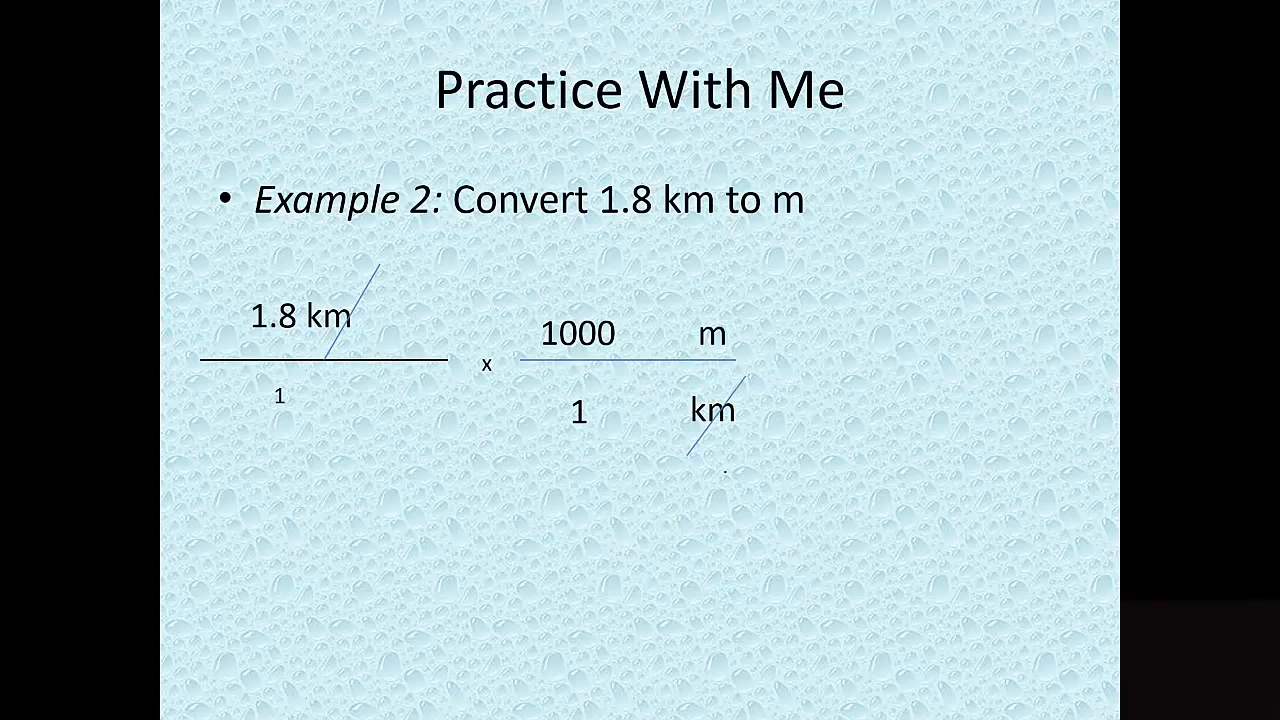 Practice With Me
• Example 2: Convert 1.8 km to m
1.8 km
1
x
1000 m
1 km
.